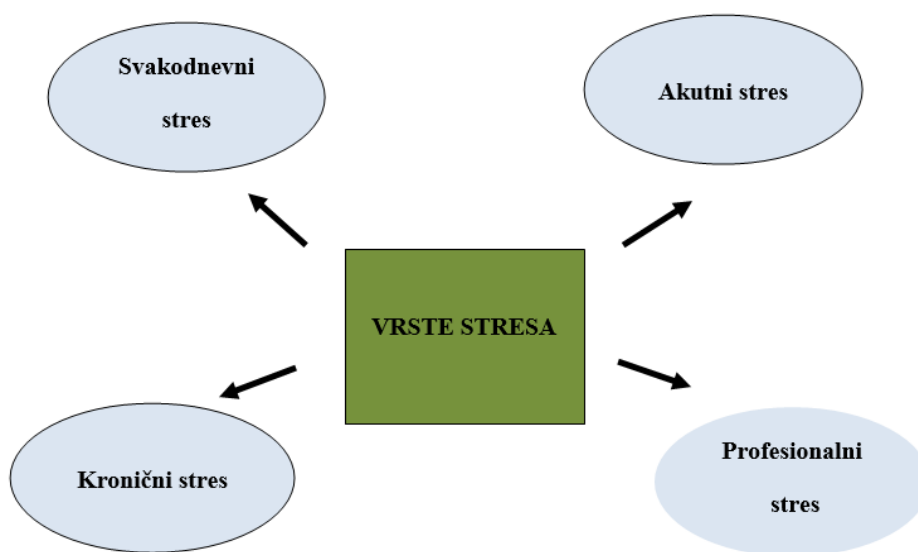 Svakodnevni
stres
Akutni stres
VRSTE STRESA
Kronični stres
Profesionalni
stres